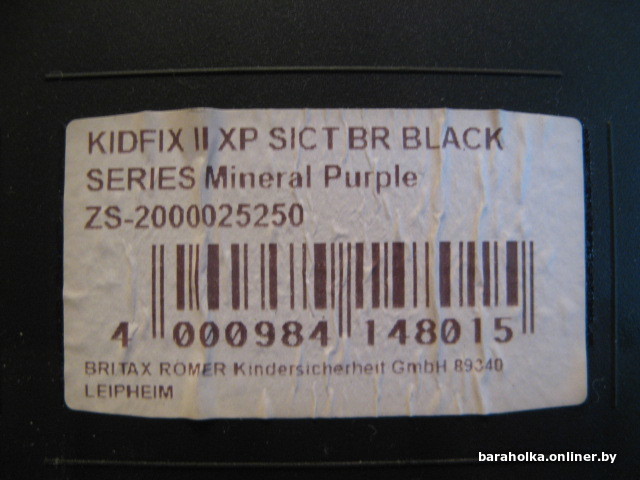 KIDFIX II XP SICT BR BLACK
SERIES Mineral Purple
ZS-2000025250
4 000984 148015
BRITAX RÖMER Kindersicherheit GmbH 89340
LEIPHEIM
baraholka.onliner.by